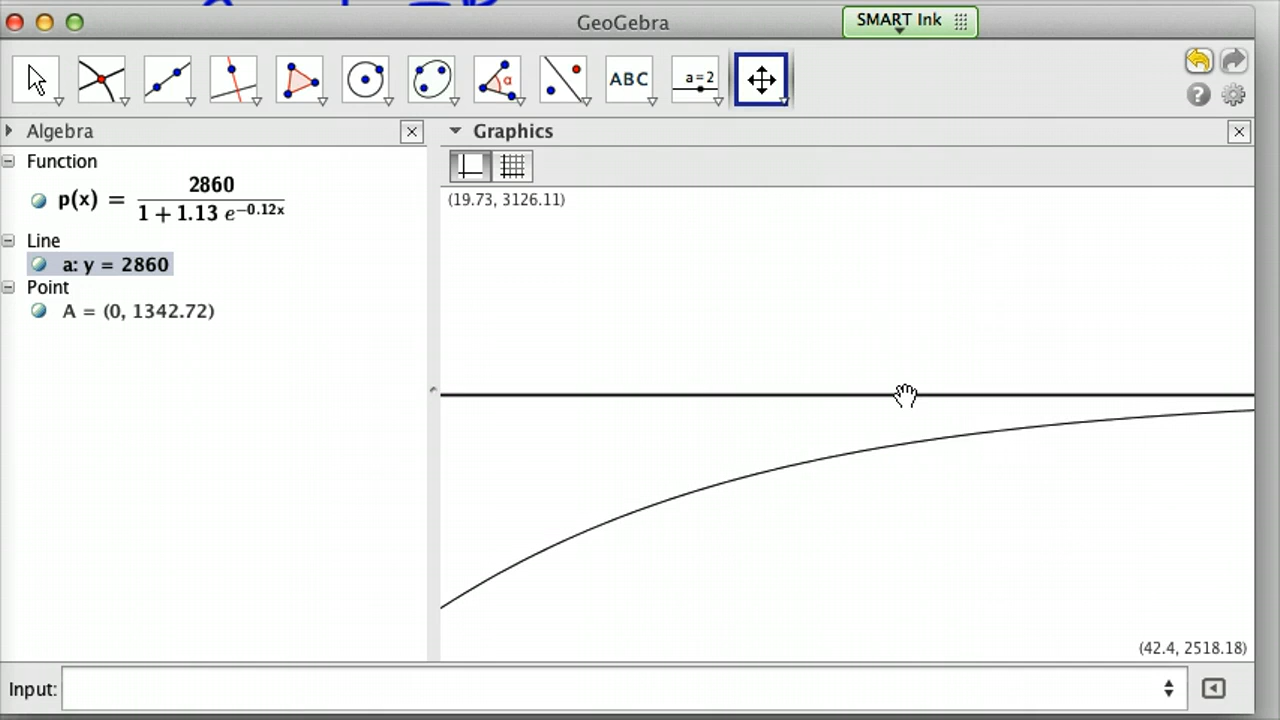 GeoGebra
SMART Ink
α
ABC
a=2
?
Algebra
Graphics
Function
p(x) = 2860 / 1 + 1.13 e^−0.12x
(19.73, 3126.11)
Line
a: y = 2860
Point
A = (0, 1342.72)
(42.4, 2518.18)
Input: